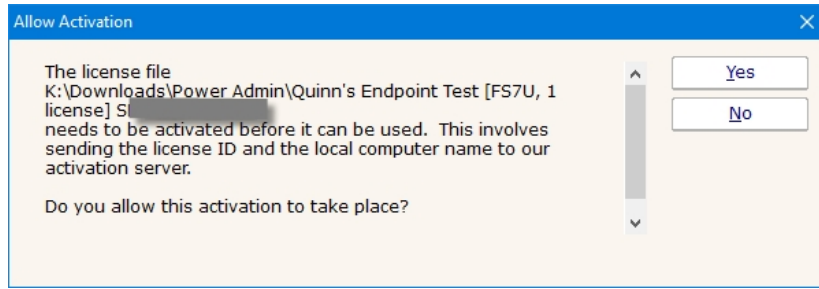 Allow Activation
The license file
K:\Downloads\Power Admin\Quinn's Endpoint Test [FS7U, 1
license]
needs to be activated before it can be used.  This involves
sending the license ID and the local computer name to our
activation server.
Do you allow this activation to take place?
Yes
No